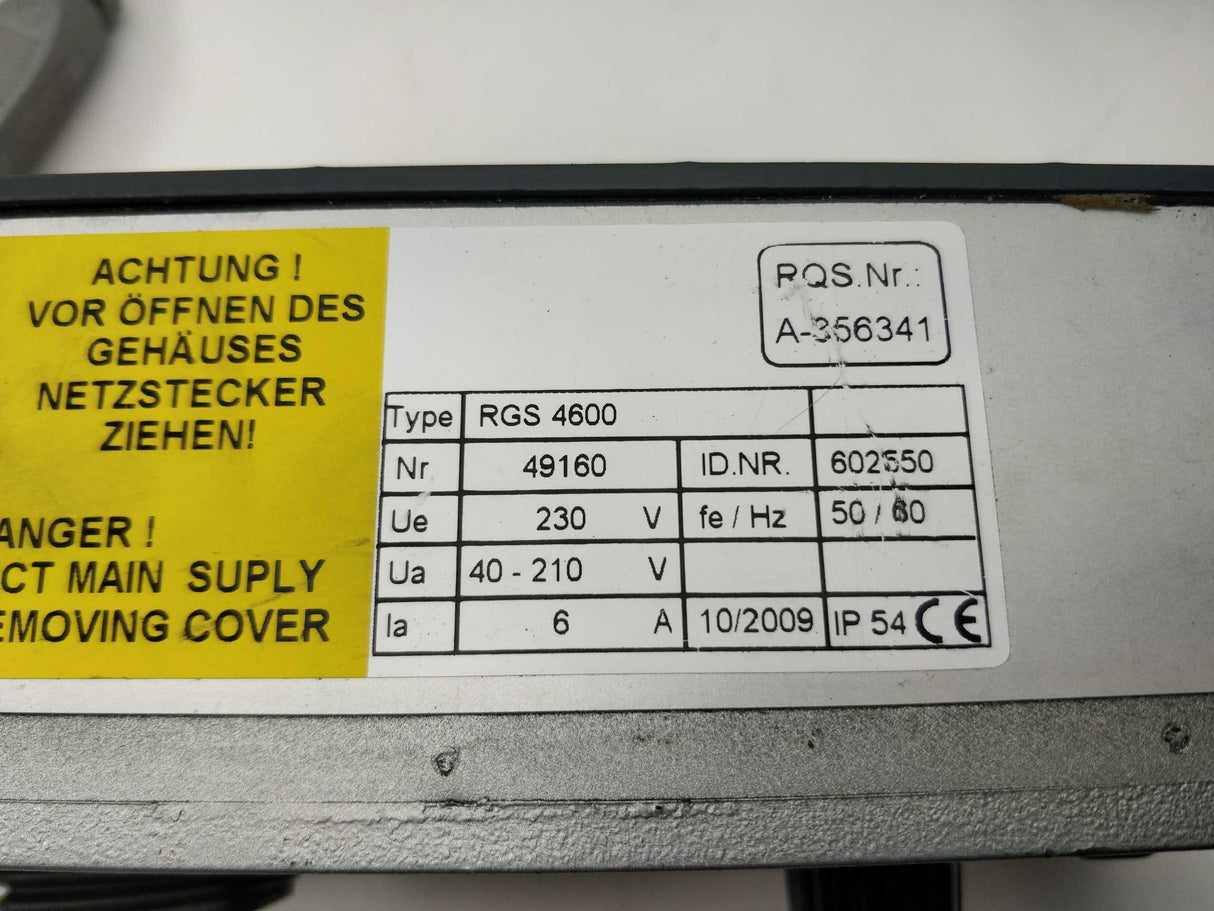 ACHTUNG !
VOR ÖFFNEN DES
GEHÄUSES
NETZSTECKER
ZIEHEN!
ANGER !
CT MAIN SUPLY
EMOVING COVER
RQS.Nr.:
A-356341
Type RGS 4600
Nr 49160 ID.NR. 602550
Ue 230 V fe / Hz 50 / 60
Ua 40 - 210 V
Ia 6 A 10/2009 IP 54 CE